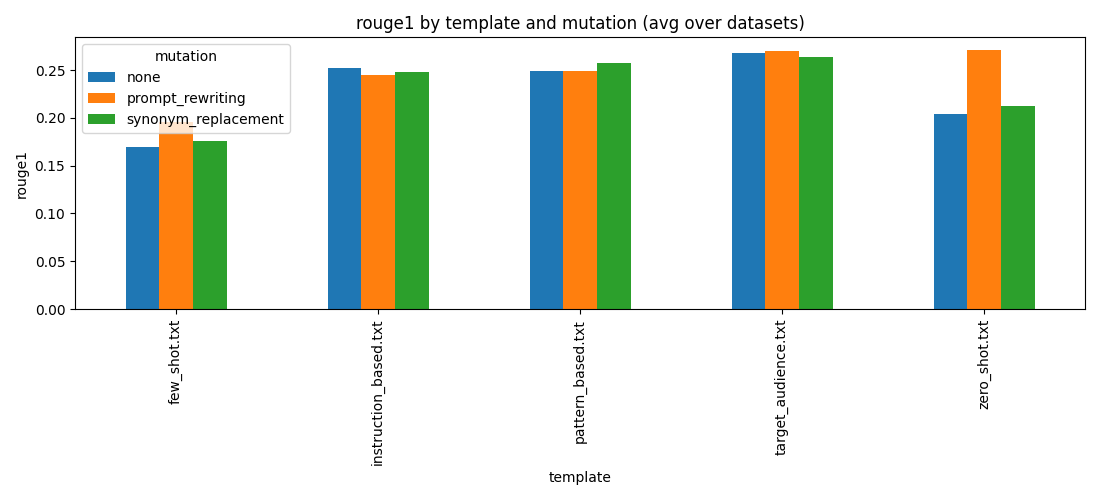 rouge1 by template and mutation (avg over datasets)
mutation
none
prompt_rewriting
synonym_replacement
rouge1
0.25
0.20
0.15
0.10
0.05
0.00
few_shot.txt
instruction_based.txt
pattern_based.txt
target_audience.txt
zero_shot.txt
template